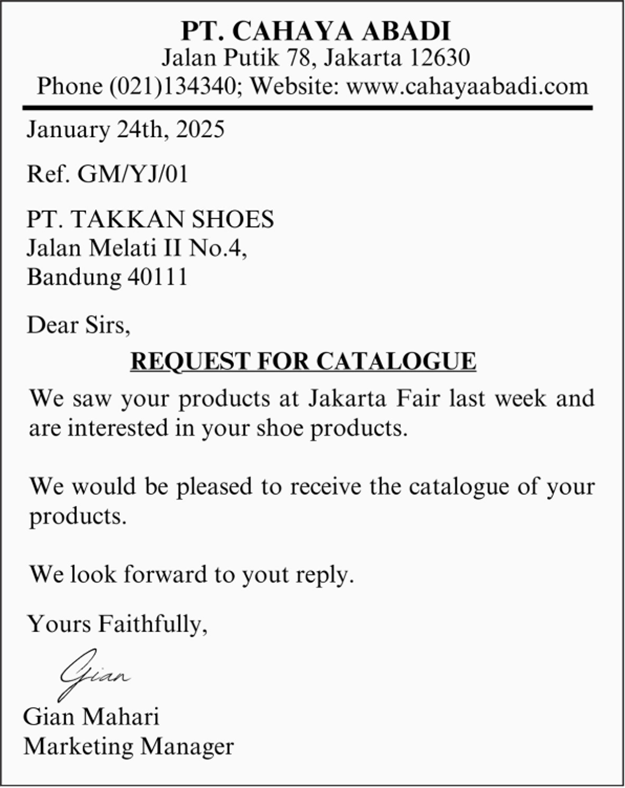 PT. CAHAYA ABADI
Jalan Putik 78, Jakarta 12630
Phone (021)134340; Website: www.cahayaabadi.com
January 24th, 2025
Ref. GM/YJ/01
PT. TAKKAN SHOES
Jalan Melati II No.4,
Bandung 40111
Dear Sirs,
REQUEST FOR CATALOGUE
We saw your products at Jakarta Fair last week and
are interested in your shoe products.
We would be pleased to receive the catalogue of your
products.
We look forward to yout reply.
Yours Faithfully,
Gian
Gian Mahari
Marketing Manager